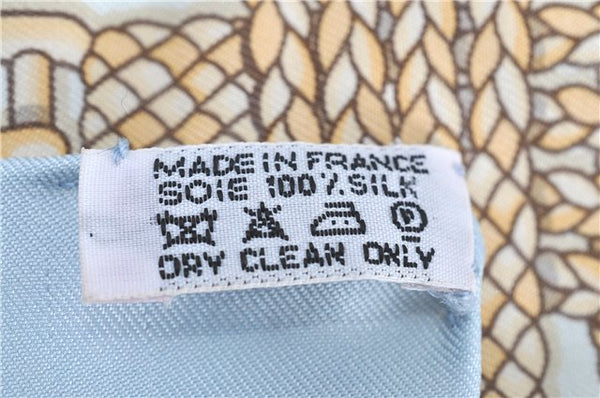 MADE IN FRANCE
SOIE 100% SILK
P
DRY CLEAN ONLY